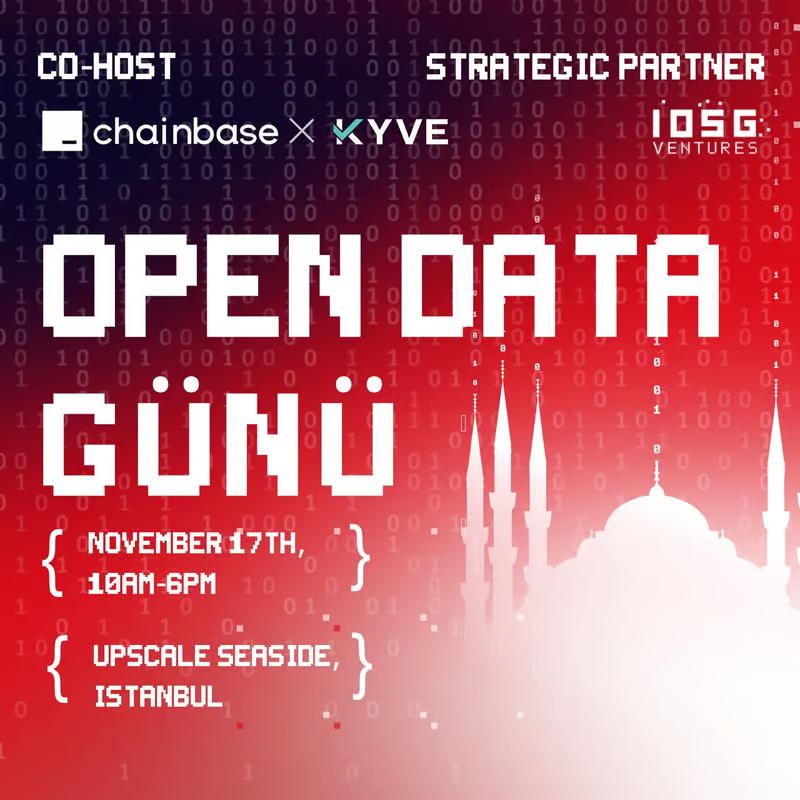 CO-HOST
STRATEGIC PARTNER
chainbase × KYVE
IOSG
VENTURES
OPEN DATA
GÜNÜ
{ NOVEMBER 17TH, }
10AM-6PM
{ UPSCALE SEASIDE, }
ISTANBUL